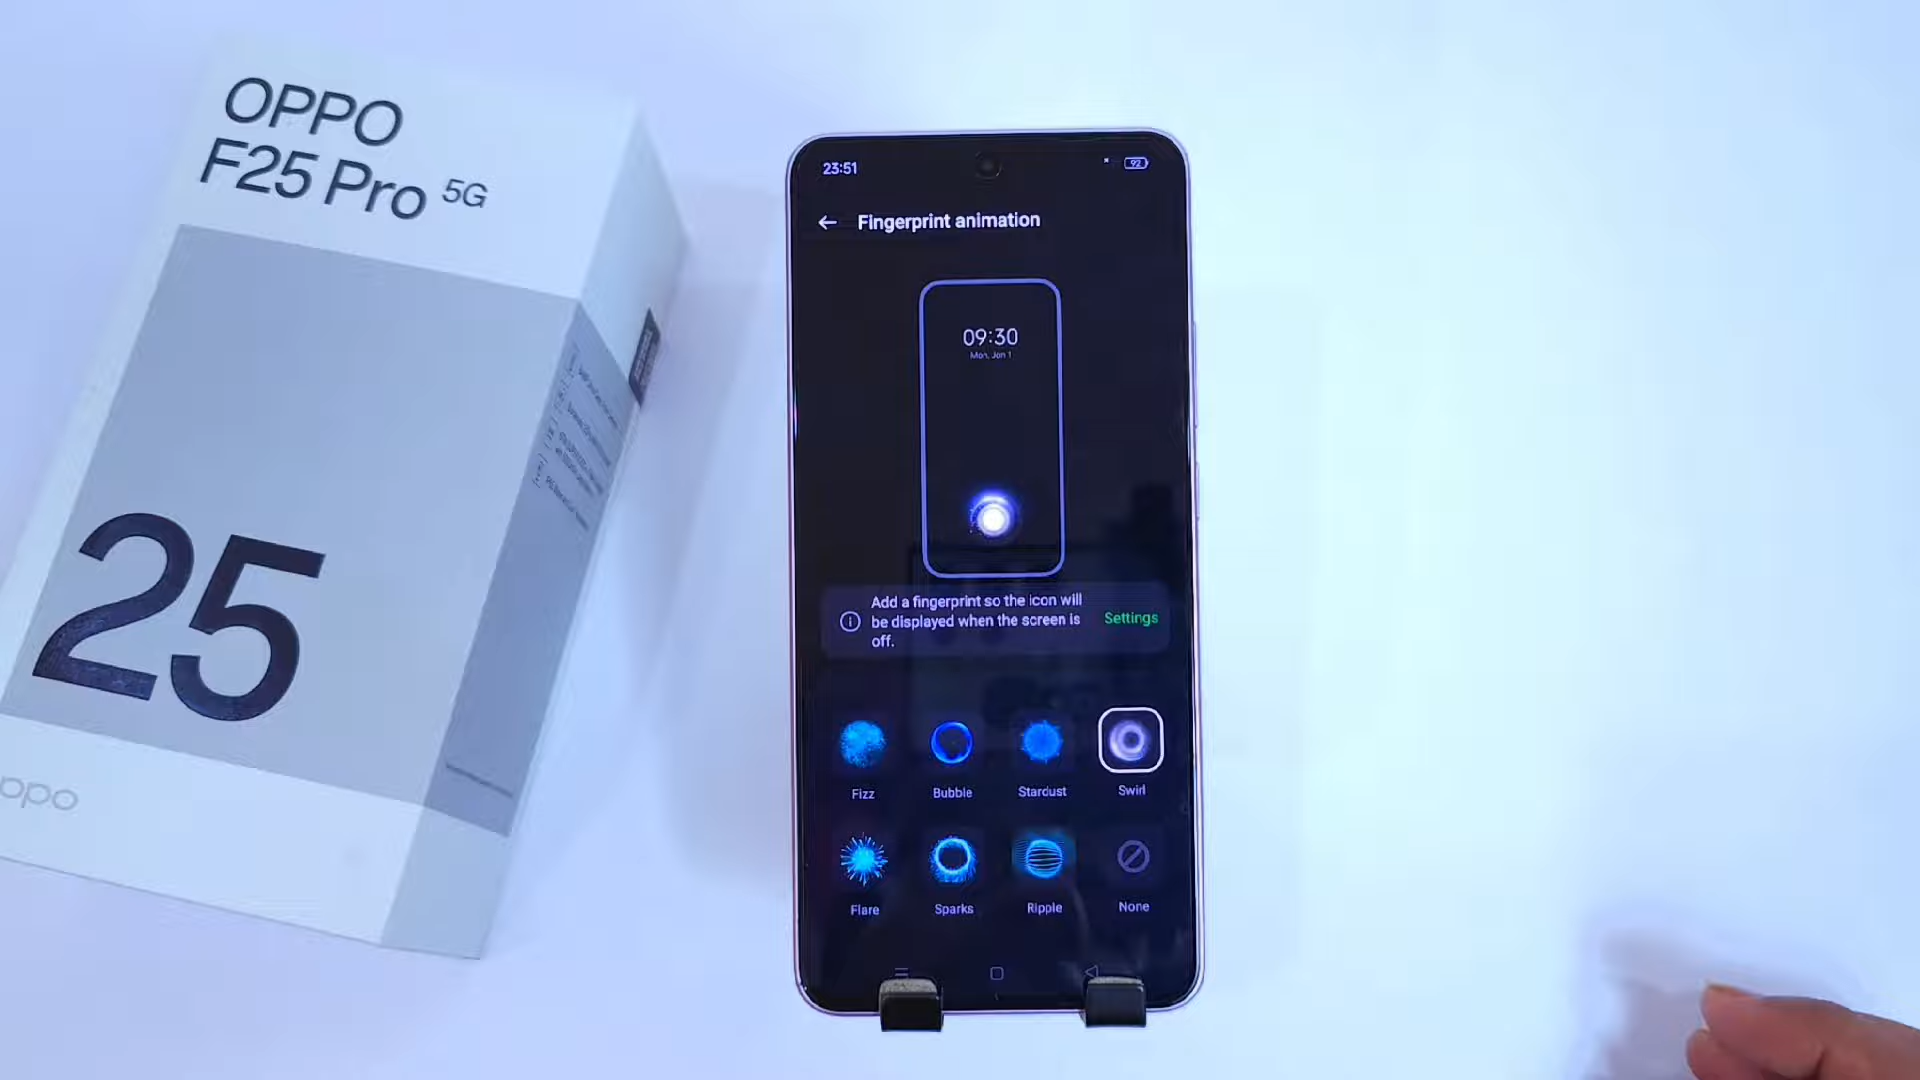 OPPO
F25 Pro 5G
25
oppo
23:51
92
Fingerprint animation
09:30
Mon, Jan 1
Add a fingerprint so the icon will
be displayed when the screen is
off.
Settings
Fizz
Bubble
Stardust
Swirl
Flare
Sparks
Ripple
None